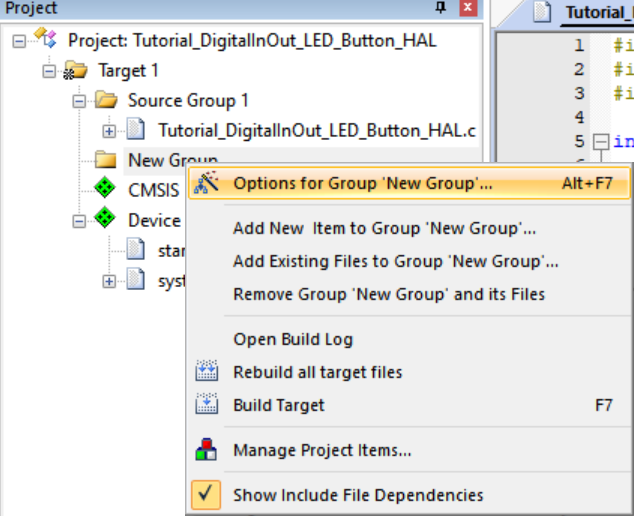 Project
Project: Tutorial_DigitalInOut_LED_Button_HAL
Target 1
Source Group 1
Tutorial_DigitalInOut_LED_Button_HAL.c
New Group
CMSIS
Device
star
syst
Options for Group 'New Group'... Alt+F7
Add New Item to Group 'New Group'...
Add Existing Files to Group 'New Group'...
Remove Group 'New Group' and its Files
Open Build Log
Rebuild all target files
Build Target F7
Manage Project Items...
Show Include File Dependencies
Tutorial_
1 #i
2 #i
3 #i
4
5 in